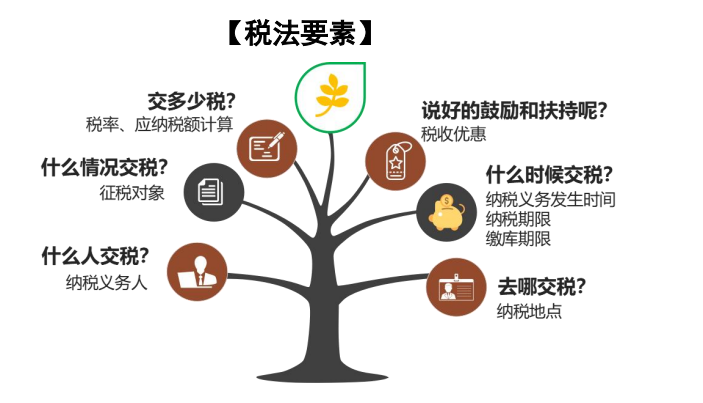 【税法要素】
交多少税？
税率、应纳税额计算
什么情况交税？
征税对象
什么人交税？
纳税义务人
说好的鼓励和扶持呢？
税收优惠
什么时候交税？
纳税义务发生时间
纳税期限
缴库期限
去哪交税？
纳税地点